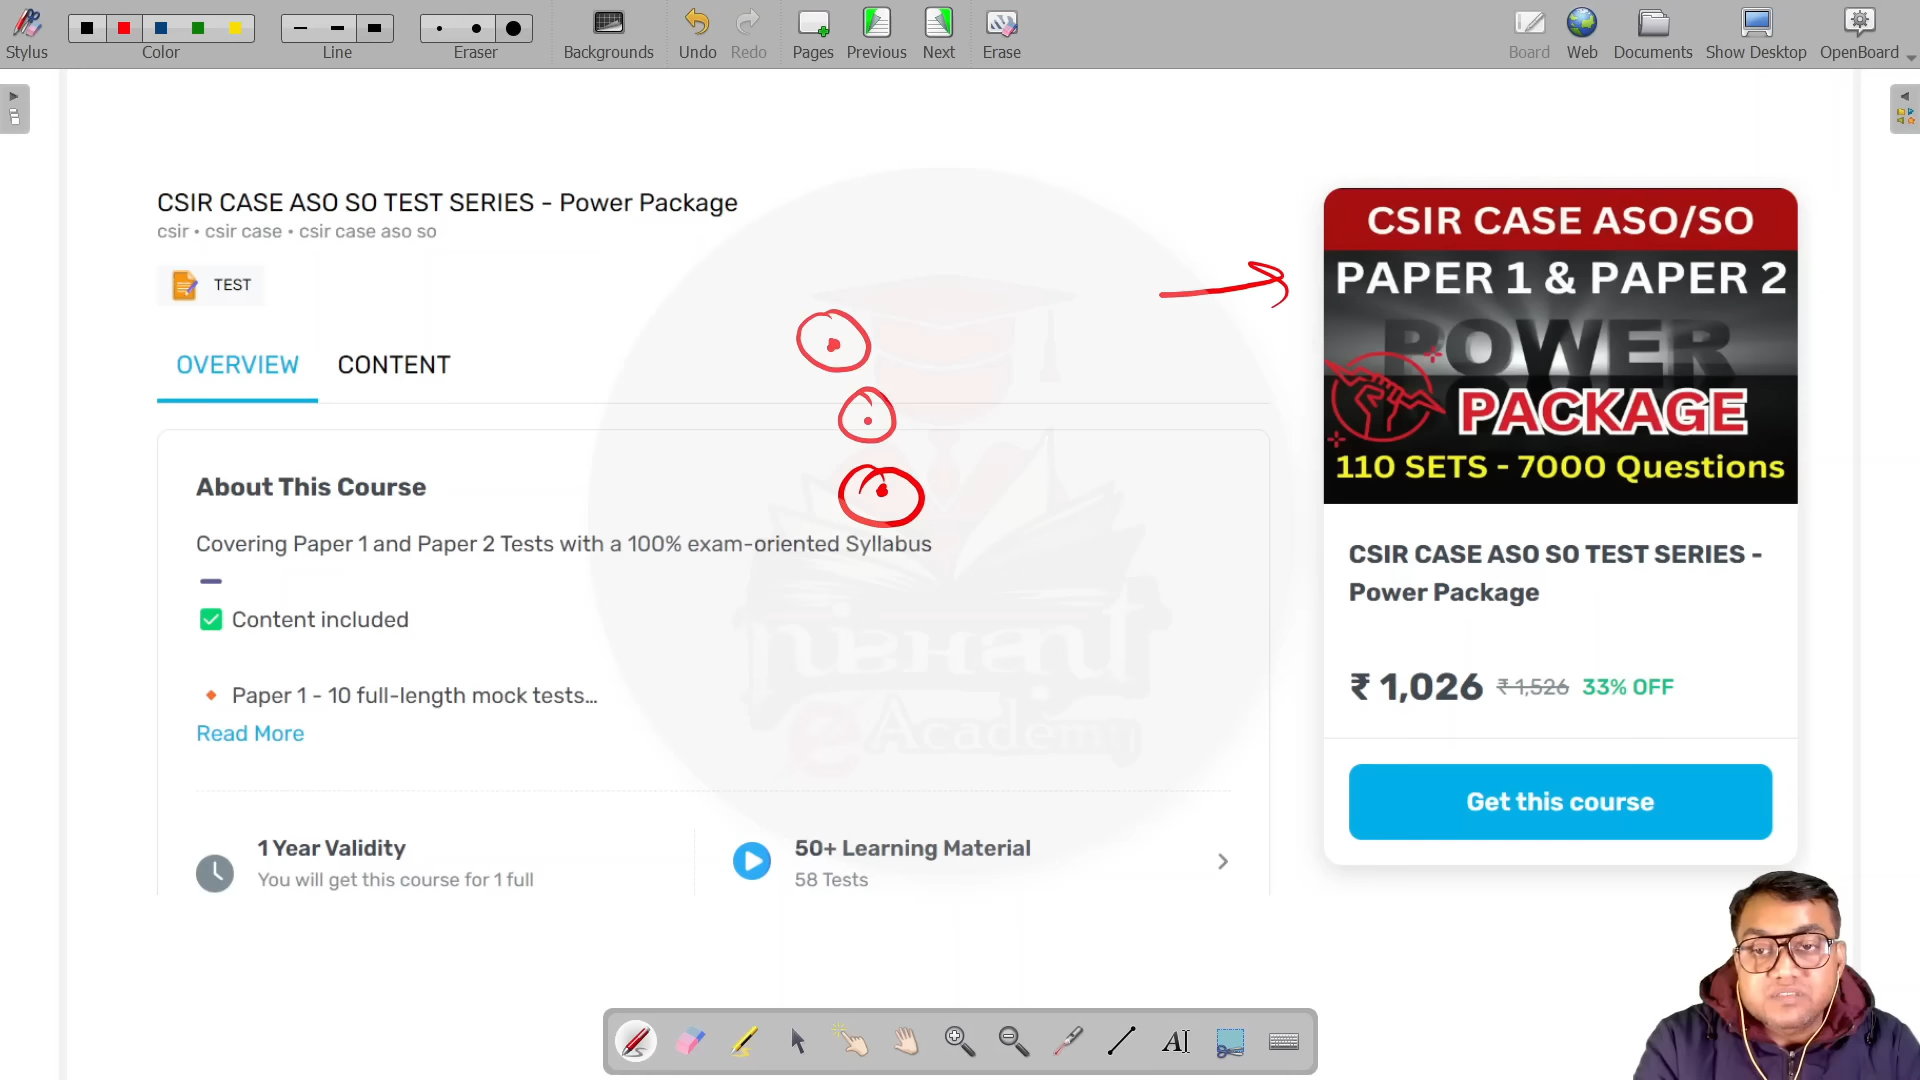 Stylus
Color
Line
Eraser
Backgrounds
Undo
Redo
Pages
Previous
Next
Erase
Board
Web
Documents
Show Desktop
OpenBoard
CSIR CASE ASO SO TEST SERIES - Power Package
csir • csir case • csir case aso so
TEST
OVERVIEW
CONTENT
About This Course
Covering Paper 1 and Paper 2 Tests with a 100% exam-oriented Syllabus
Content included
Paper 1 - 10 full-length mock tests...
Read More
1 Year Validity
You will get this course for 1 full
50+ Learning Material
58 Tests
nishant
e Academy
CSIR CASE ASO/SO
PAPER 1 & PAPER 2
POWER
PACKAGE
110 SETS - 7000 Questions
CSIR CASE ASO SO TEST SERIES -
Power Package
₹ 1,026 ₹ 1,526 33% OFF
Get this course